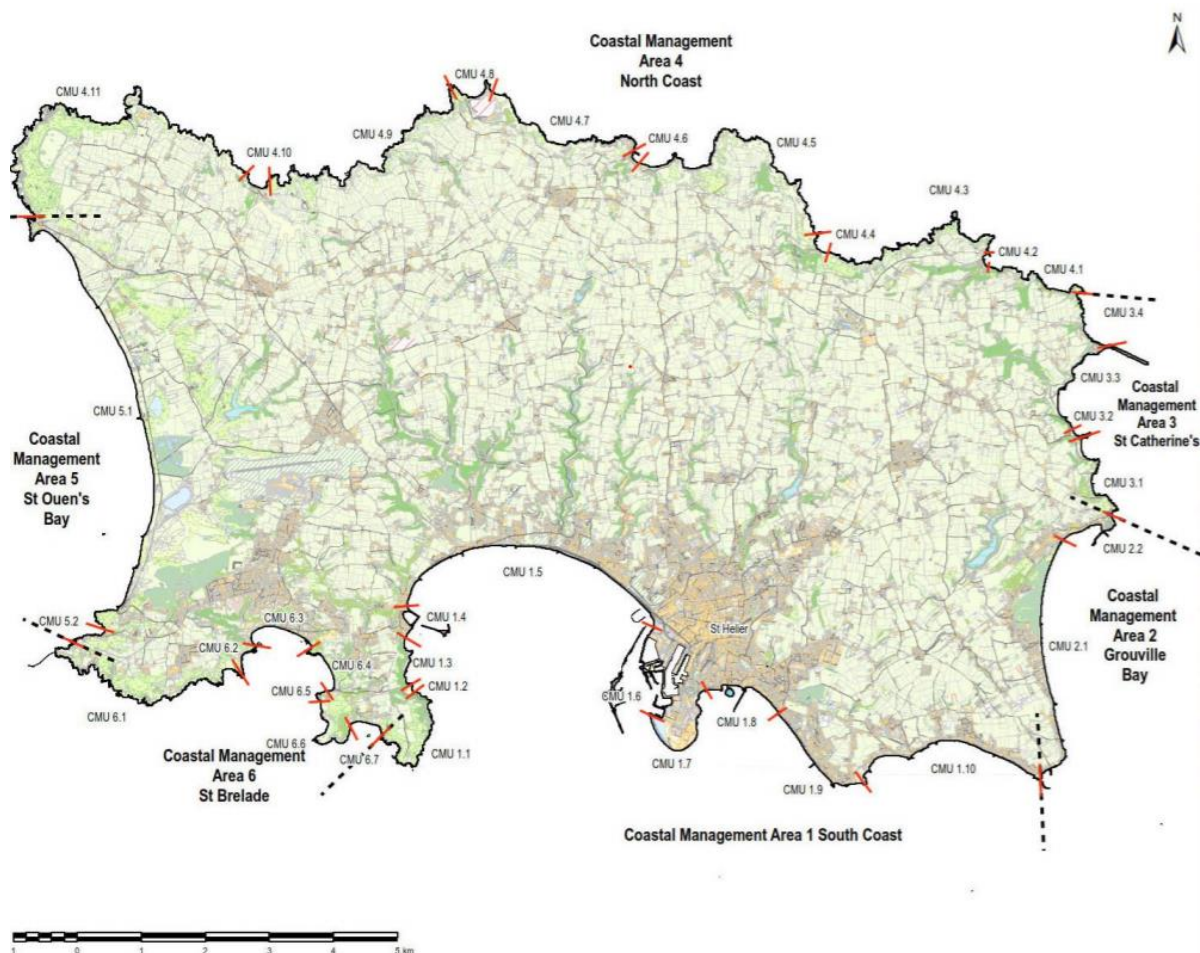 N
Coastal Management
Area 4
North Coast
CMU 4.8
CMU 4.11
CMU 4.7
CMU 4.9
CMU 4.6
CMU 4.5
CMU 4.10
CMU 4.3
CMU 4.4
CMU 4.2
CMU 4.1
CMU 3.4
CMU 3.3
Coastal
Management
Area 3
St Catherine's
CMU 3.2
CMU 3.1
CMU 5.1
Coastal
Management
Area 5
St Ouen's
Bay
CMU 2.2
Coastal
Management
Area 2
Grouville
Bay
CMU 2.1
CMU 1.5
CMU 5.2
CMU 6.3
CMU 1.4
St Helier
CMU 6.2
CMU 6.4
CMU 1.3
CMU 1.2
CMU 6.5
CMU 1.6
CMU 6.1
CMU 1.8
CMU 6.6
CMU 6.7
CMU 1.1
Coastal Management
Area 6
St Brelade
CMU 1.7
CMU 1.10
CMU 1.9
Coastal Management Area 1 South Coast
1 0 1 2 3 4 5 km